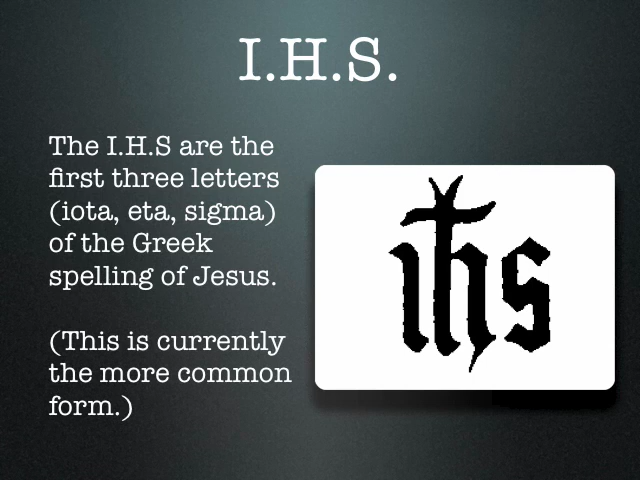 I.H.S.
The I.H.S are the
first three letters
(iota, eta, sigma)
of the Greek
spelling of Jesus.
(This is currently
the more common
form.)
ihs